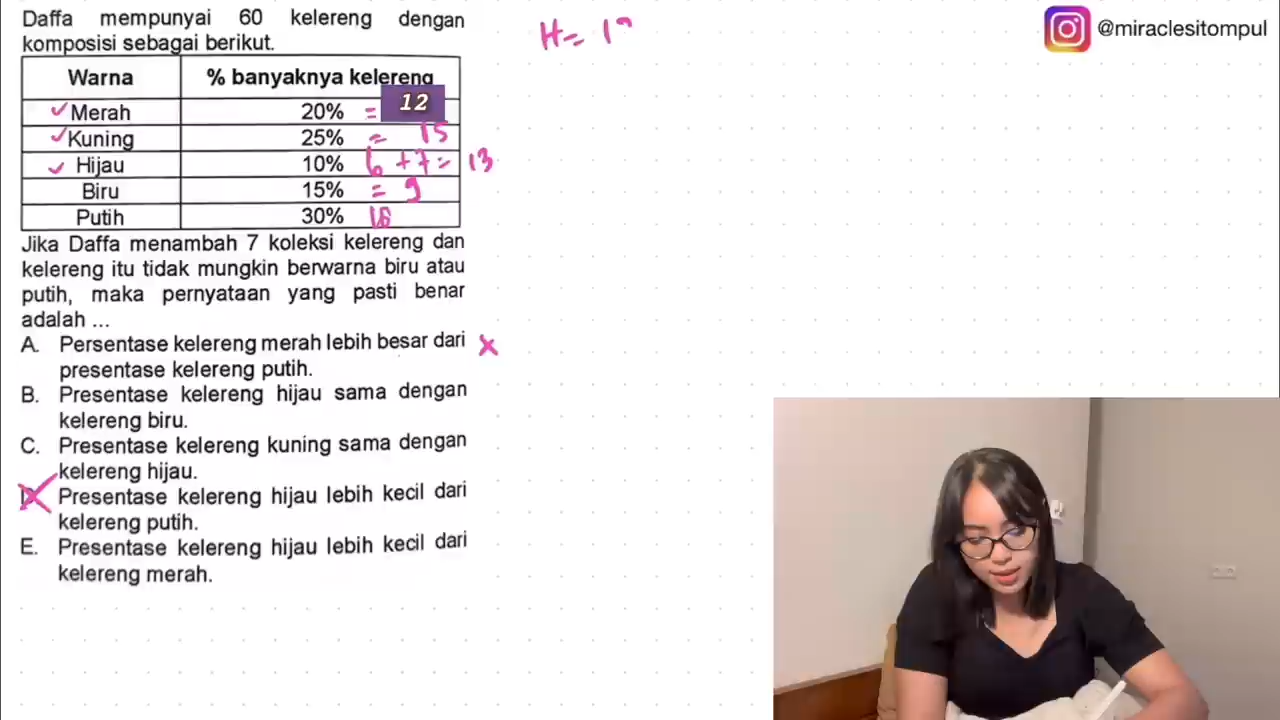 Daffa mempunyai 60 kelereng dengan
komposisi sebagai berikut.
Warna % banyaknya kelereng
✓ Merah 20% = 12
✓ Kuning 25% = 15
✓ Hijau 10% 6 + 7 = 13
Biru 15% = 9
Putih 30% 18
Jika Daffa menambah 7 koleksi kelereng dan
kelereng itu tidak mungkin berwarna biru atau
putih, maka pernyataan yang pasti benar
adalah ...
A. Persentase kelereng merah lebih besar dari
presentase kelereng putih.
B. Presentase kelereng hijau sama dengan
kelereng biru.
C. Presentase kelereng kuning sama dengan
kelereng hijau.
D. Presentase kelereng hijau lebih kecil dari
kelereng putih.
E. Presentase kelereng hijau lebih kecil dari
kelereng merah.
H =
@miraclesitompul